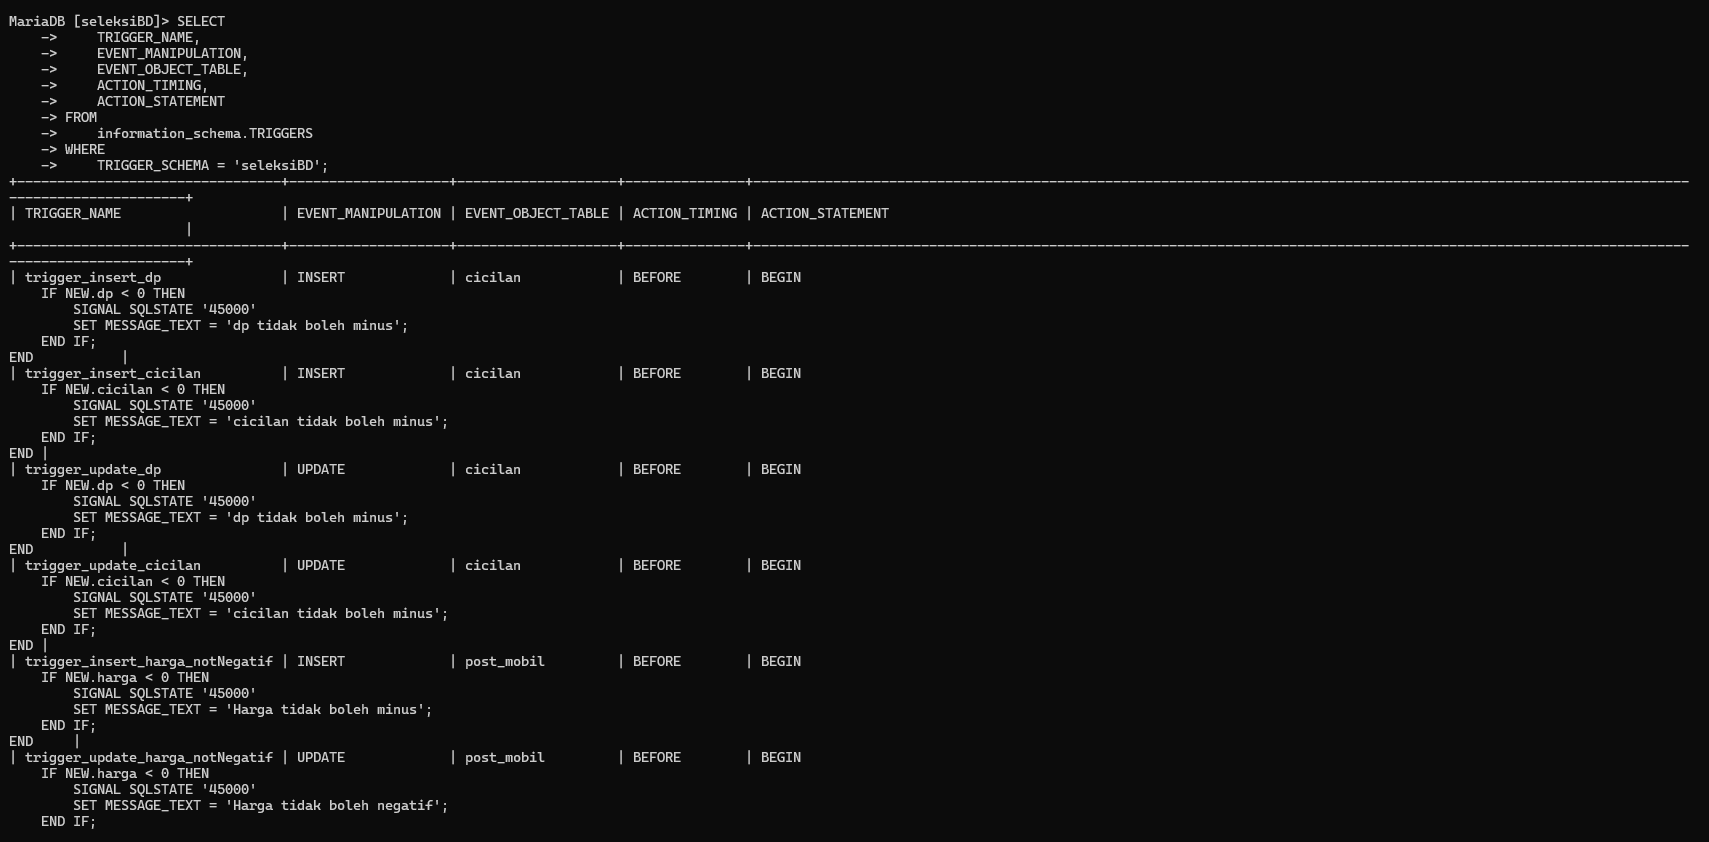 MariaDB [seleksiBD]> SELECT
    ->     TRIGGER_NAME,
    ->     EVENT_MANIPULATION,
    ->     EVENT_OBJECT_TABLE,
    ->     ACTION_TIMING,
    ->     ACTION_STATEMENT
    -> FROM
    ->     information_schema.TRIGGERS
    -> WHERE
    ->     TRIGGER_SCHEMA = 'seleksiBD';
+---------------------------------+--------------------+--------------------+---------------+---------------------------------------------------------------------------------------------------------------------
----------------------+
| TRIGGER_NAME                    | EVENT_MANIPULATION | EVENT_OBJECT_TABLE | ACTION_TIMING | ACTION_STATEMENT
                      |
+---------------------------------+--------------------+--------------------+---------------+---------------------------------------------------------------------------------------------------------------------
----------------------+
| trigger_insert_dp               | INSERT             | cicilan            | BEFORE        | BEGIN
    IF NEW.dp < 0 THEN
        SIGNAL SQLSTATE '45000'
        SET MESSAGE_TEXT = 'dp tidak boleh minus';
    END IF;
END           |
| trigger_insert_cicilan          | INSERT             | cicilan            | BEFORE        | BEGIN
    IF NEW.cicilan < 0 THEN
        SIGNAL SQLSTATE '45000'
        SET MESSAGE_TEXT = 'cicilan tidak boleh minus';
    END IF;
END |
| trigger_update_dp               | UPDATE             | cicilan            | BEFORE        | BEGIN
    IF NEW.dp < 0 THEN
        SIGNAL SQLSTATE '45000'
        SET MESSAGE_TEXT = 'dp tidak boleh minus';
    END IF;
END           |
| trigger_update_cicilan          | UPDATE             | cicilan            | BEFORE        | BEGIN
    IF NEW.cicilan < 0 THEN
        SIGNAL SQLSTATE '45000'
        SET MESSAGE_TEXT = 'cicilan tidak boleh minus';
    END IF;
END |
| trigger_insert_harga_notNegatif | INSERT             | post_mobil         | BEFORE        | BEGIN
    IF NEW.harga < 0 THEN
        SIGNAL SQLSTATE '45000'
        SET MESSAGE_TEXT = 'Harga tidak boleh minus';
    END IF;
END     |
| trigger_update_harga_notNegatif | UPDATE             | post_mobil         | BEFORE        | BEGIN
    IF NEW.harga < 0 THEN
        SIGNAL SQLSTATE '45000'
        SET MESSAGE_TEXT = 'Harga tidak boleh negatif';
    END IF;